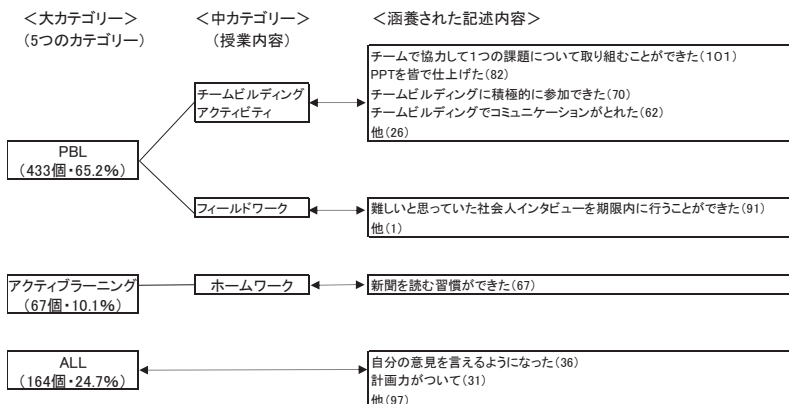 <大カテゴリー>
(5つのカテゴリー)
<中カテゴリー>
(授業内容)
<涵養された記述内容>
PBL
(433個・65.2%)
チームビルディング
アクティビティ
チームで協力して1つの課題について取り組むことができた(101)
PPTを皆で仕上げた(82)
チームビルディングに積極的に参加できた(70)
チームビルディングでコミュニケーションがとれた(62)
他(26)
フィールドワーク
難しいと思っていた社会人インタビューを期限内に行うことができた(91)
他(1)
アクティブラーニング
(67個・10.1%)
ホームワーク
新聞を読む習慣ができた(67)
ALL
(164個・24.7%)
自分の意見を言えるようになった(36)
計画力がついて(31)
他(97)